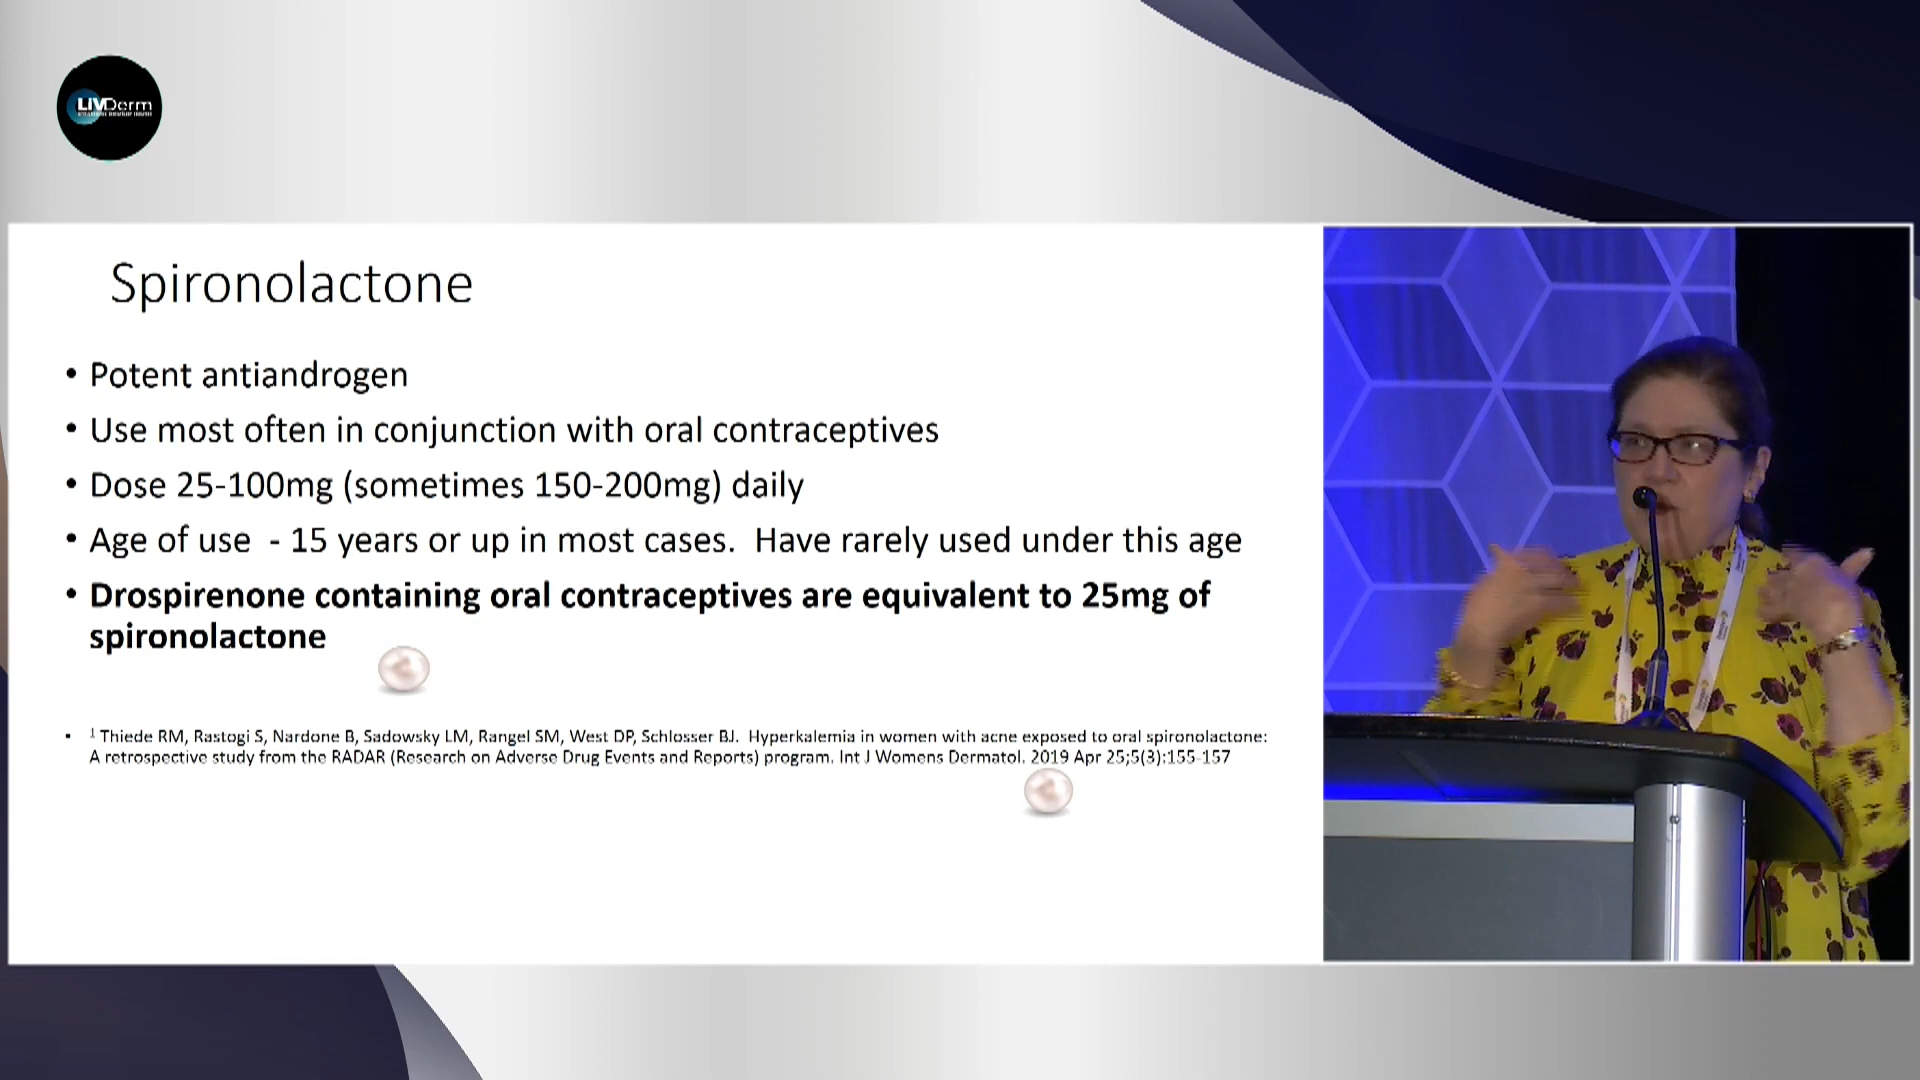 LIVDerm
Spironolactone
• Potent antiandrogen
• Use most often in conjunction with oral contraceptives
• Dose 25-100mg (sometimes 150-200mg) daily
• Age of use  - 15 years or up in most cases.  Have rarely used under this age
• Drospirenone containing oral contraceptives are equivalent to 25mg of
spironolactone
• 1 Thiede RM, Rastogi S, Nardone B, Sadowsky LM, Rangel SM, West DP, Schlosser BJ.  Hyperkalemia in women with acne exposed to oral spironolactone:
A retrospective study from the RADAR (Research on Adverse Drug Events and Reports) program. Int J Womens Dermatol. 2019 Apr 25;5(3):155-157